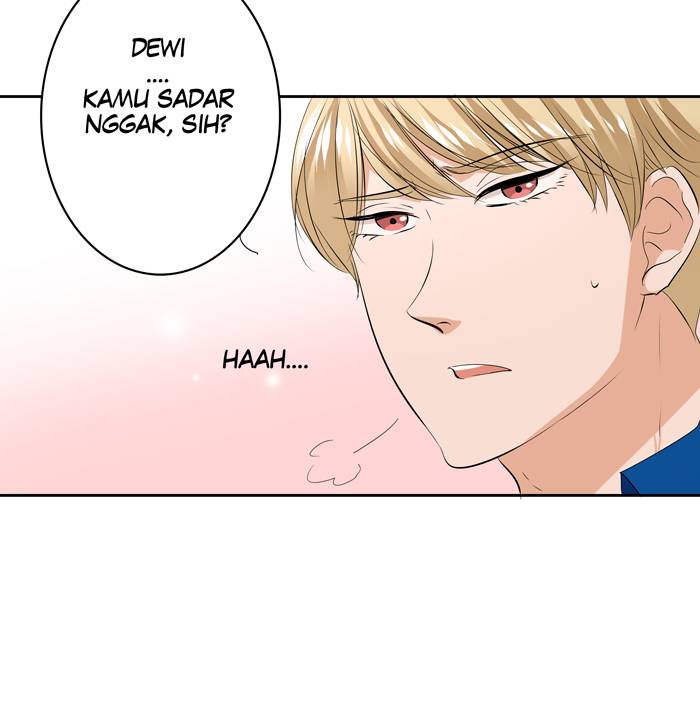 DEWI
....
KAMU SADAR
NGGAK, SIH?
HAAH....